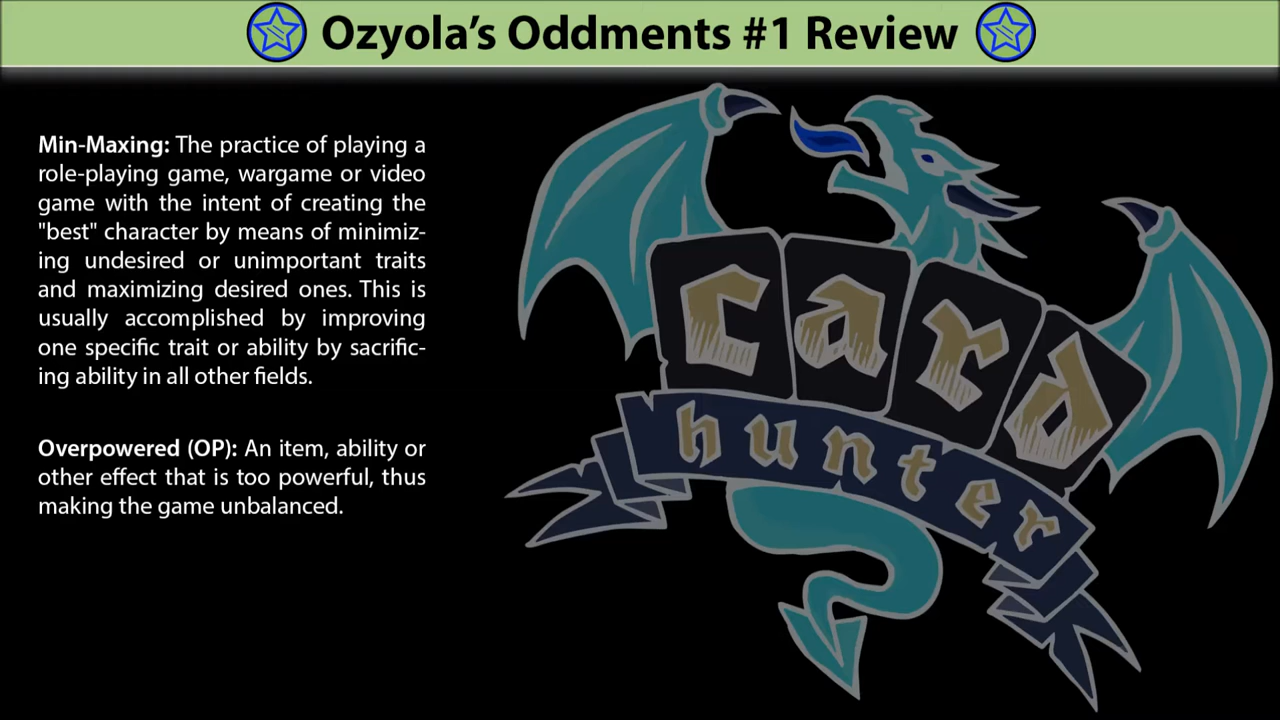 Ozyola's Oddments #1 Review
Min-Maxing: The practice of playing a
role-playing game, wargame or video
game with the intent of creating the
"best" character by means of minimiz-
ing undesired or unimportant traits
and maximizing desired ones. This is
usually accomplished by improving
one specific trait or ability by sacrific-
ing ability in all other fields.
Overpowered (OP): An item, ability or
other effect that is too powerful, thus
making the game unbalanced.
card
hunter